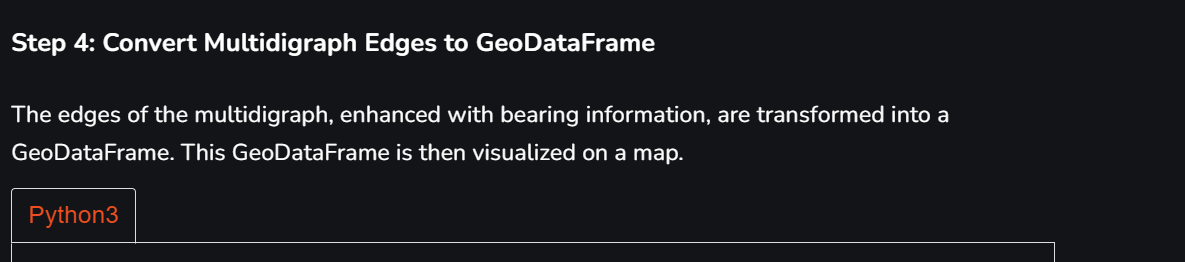 Step 4: Convert Multidigraph Edges to GeoDataFrame
The edges of the multidigraph, enhanced with bearing information, are transformed into a
GeoDataFrame. This GeoDataFrame is then visualized on a map.
Python3